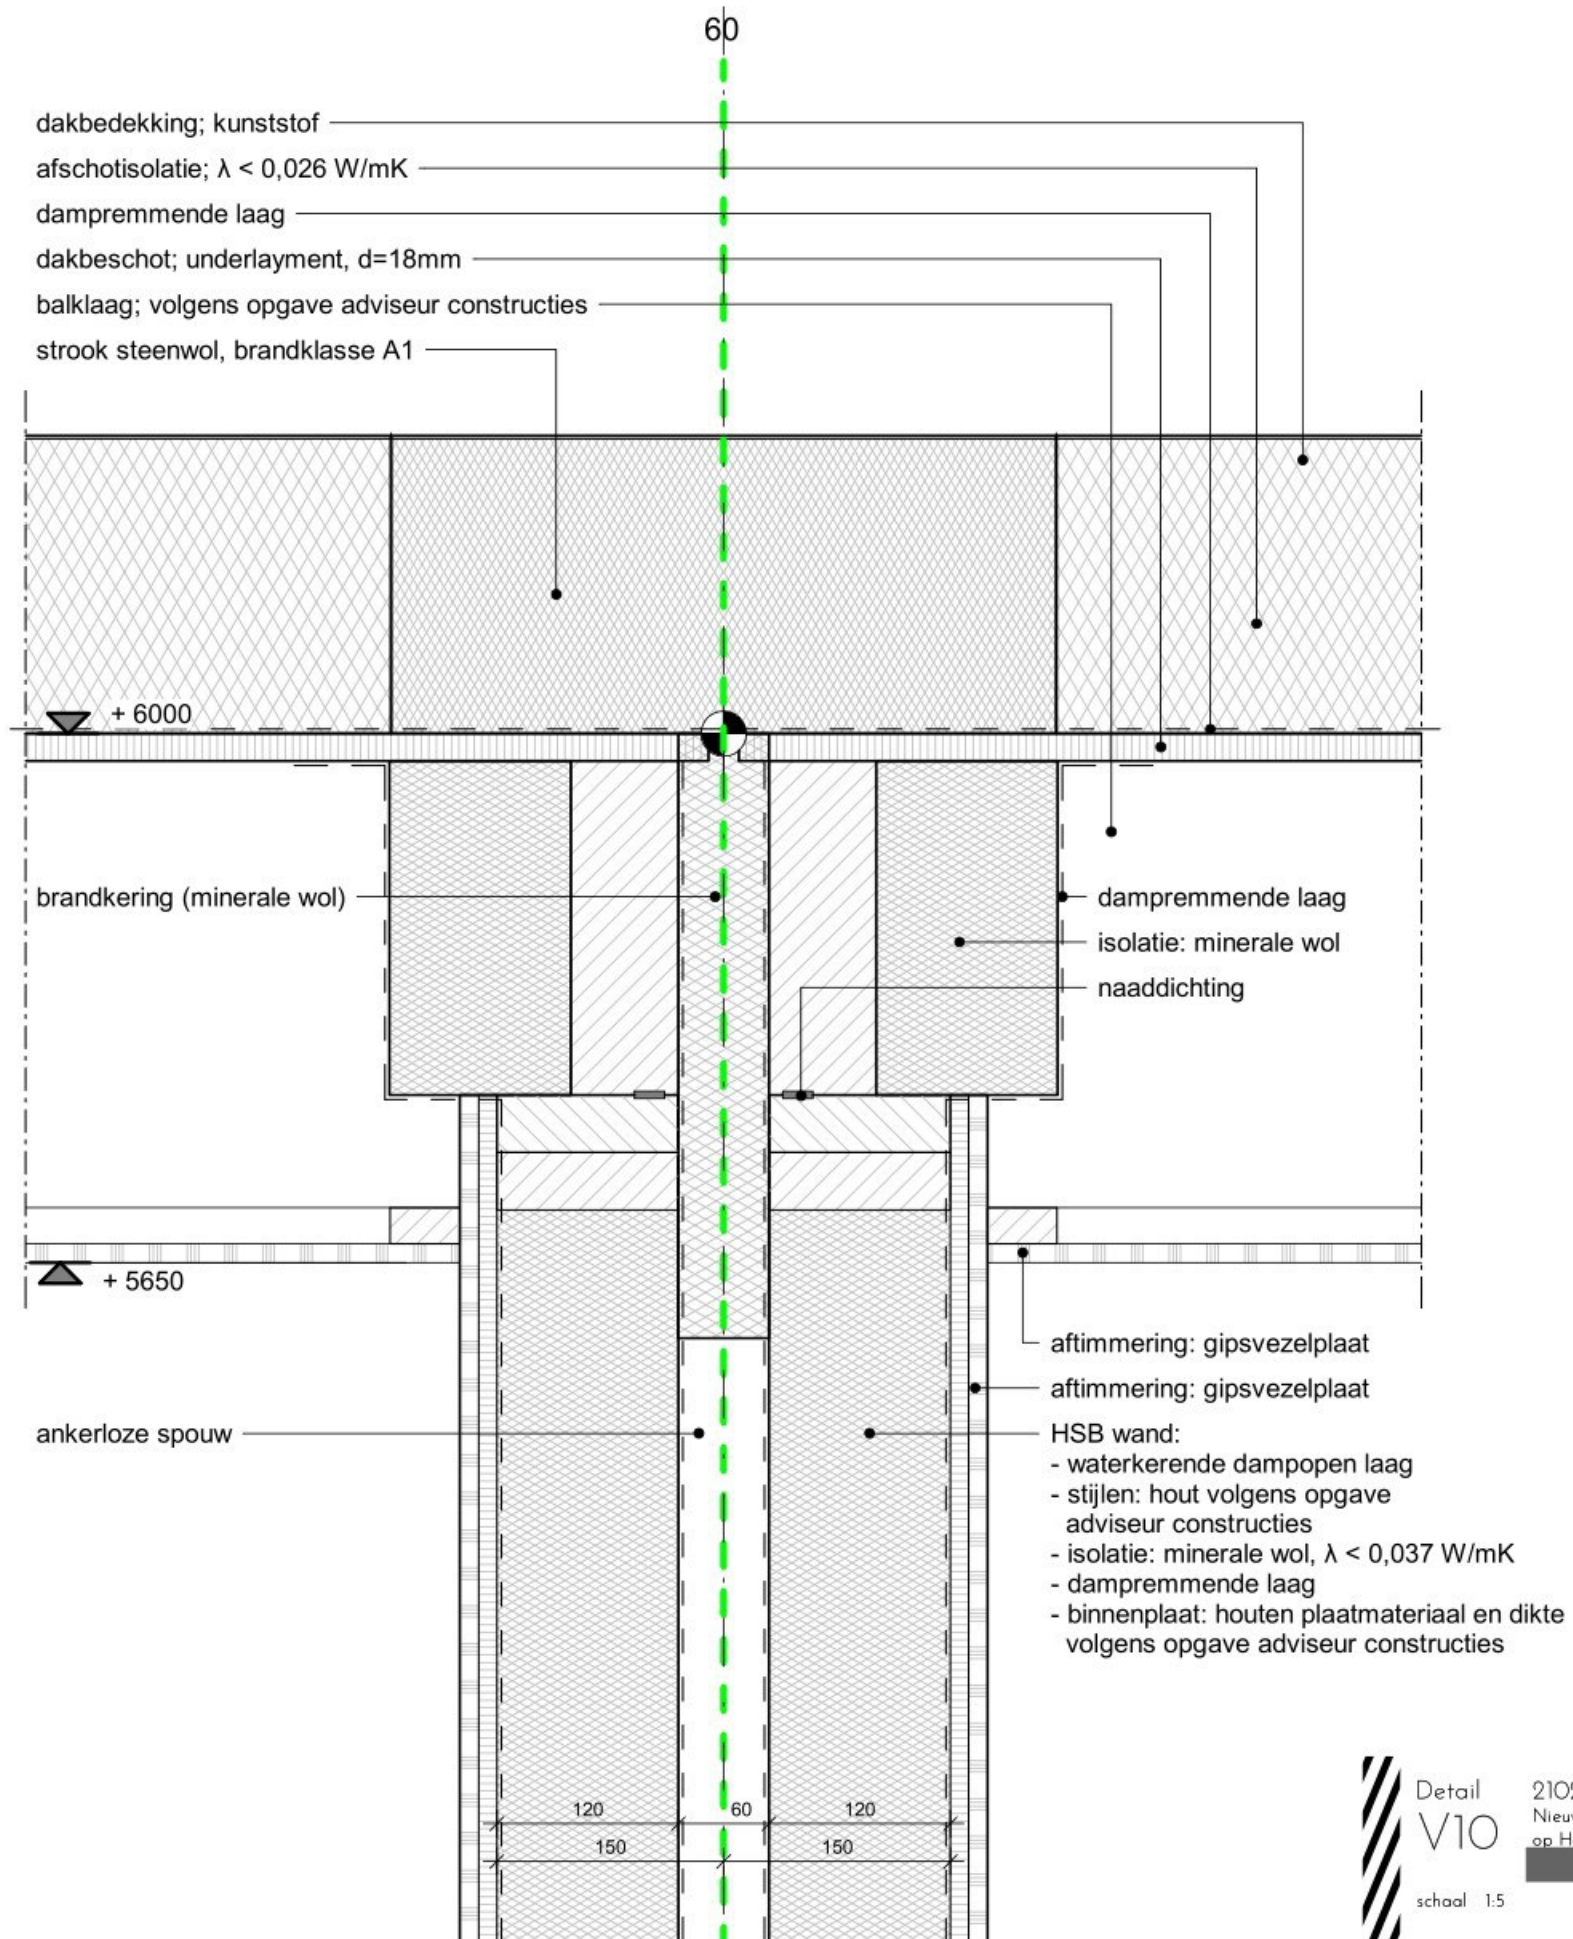 60
dakbedekking; kunststof
afschotisolatie; λ < 0,026 W/mK
dampremmende laag
dakbeschot; underlayment, d=18mm
balklaag; volgens opgave adviseur constructies
strook steenwol, brandklasse A1
+ 6000
brandkering (minerale wol)
dampremmende laag
isolatie: minerale wol
naaddichting
+ 5650
aftimmering: gipsvezelplaat
aftimmering: gipsvezelplaat
ankerloze spouw
HSB wand:
- waterkerende dampopen laag
- stijlen: hout volgens opgave
adviseur constructies
- isolatie: minerale wol, λ < 0,037 W/mK
- dampremmende laag
- binnenplaat: houten plaatmateriaal en dikte
volgens opgave adviseur constructies
120 60 120
150 150
Detail
V10
schaal 1:5
op H